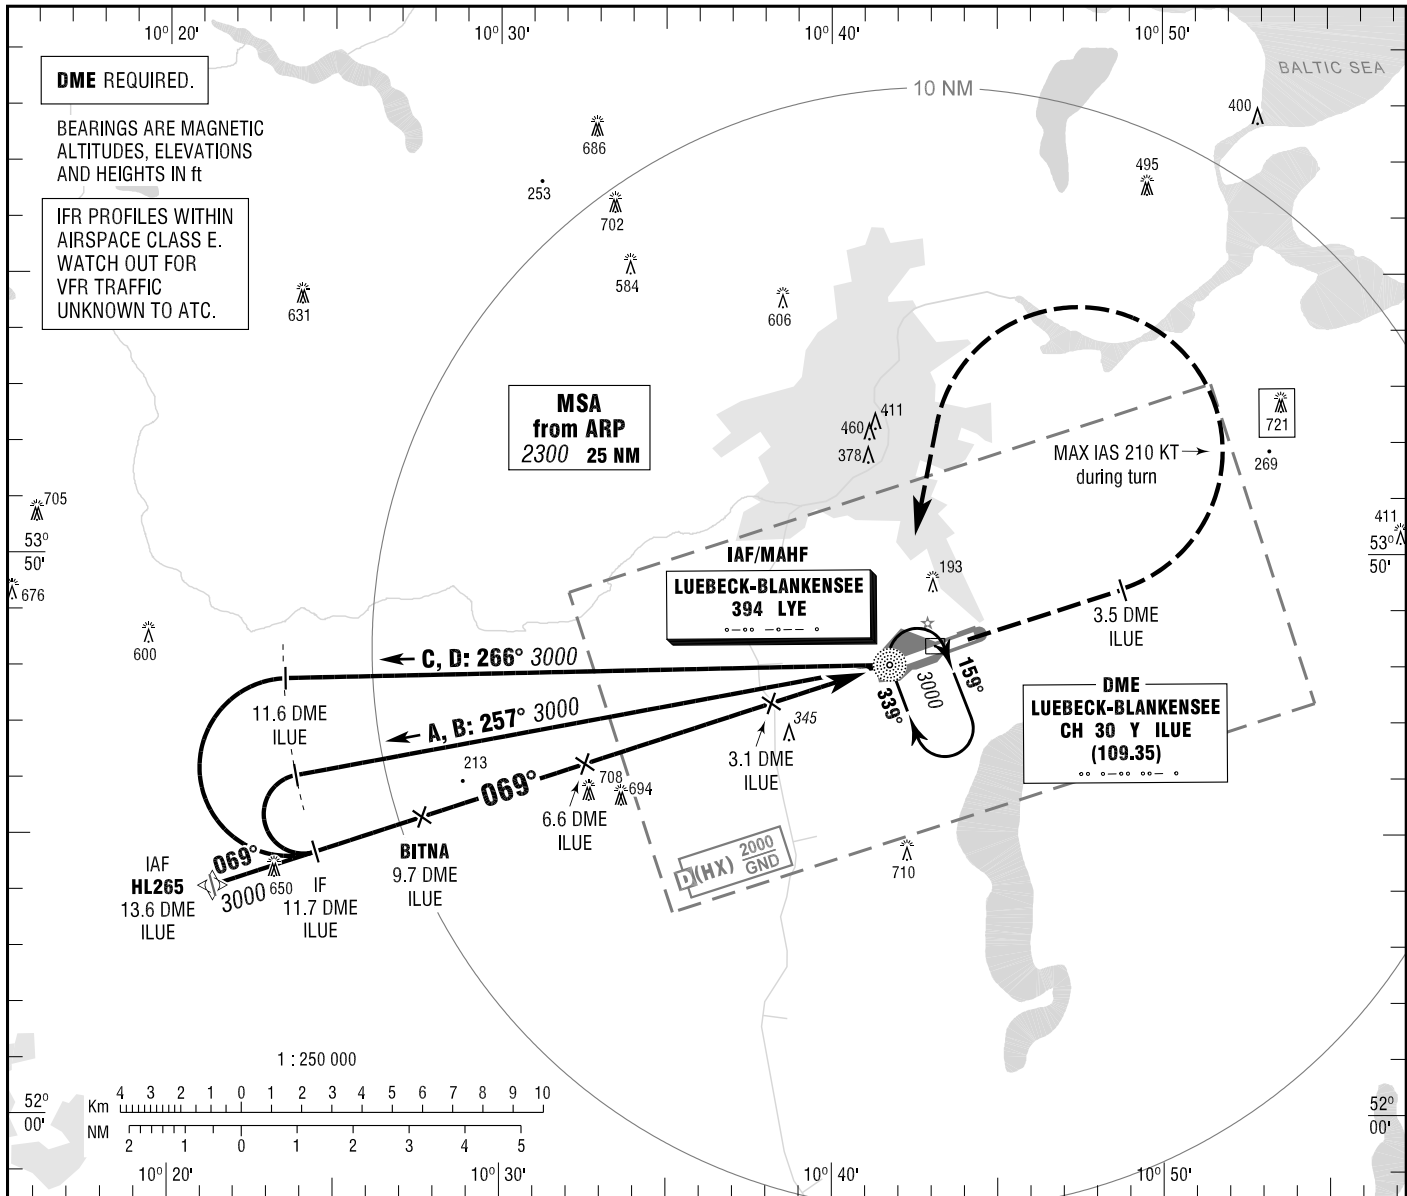 10° 20'
10° 30'
10° 40'
10° 50'
DME REQUIRED.
BEARINGS ARE MAGNETIC
ALTITUDES, ELEVATIONS
AND HEIGHTS IN ft
IFR PROFILES WITHIN
AIRSPACE CLASS E.
WATCH OUT FOR
VFR TRAFFIC
UNKNOWN TO ATC.
BALTIC SEA
10 NM
400
686
495
253
702
584
631
606
MSA
from ARP
2300 25 NM
411
460
378
721
MAX IAS 210 KT
during turn
269
705
411
53°
50'
53°
50'
676
IAF/MAHF
LUEBECK-BLANKENSEE
394 LYE
193
3.5 DME
ILUE
600
C, D: 266° 3000
159°
3000
339°
DME
LUEBECK-BLANKENSEE
CH 30 Y ILUE
(109.35)
11.6 DME
ILUE
A, B: 257° 3000
345
3.1 DME
ILUE
213
069°
708
694
6.6 DME
ILUE
BITNA
9.7 DME
ILUE
D(HX) 2000
GND
710
IAF
HL265
13.6 DME
ILUE
069°
3000
650
IF
11.7 DME
ILUE
1 : 250 000
Km 4 3 2 1 0 1 2 3 4 5 6 7 8 9 10
NM 2 1 0 1 2 3 4 5
52°
00'
52°
00'
10° 20'
10° 30'
10° 40'
10° 50'